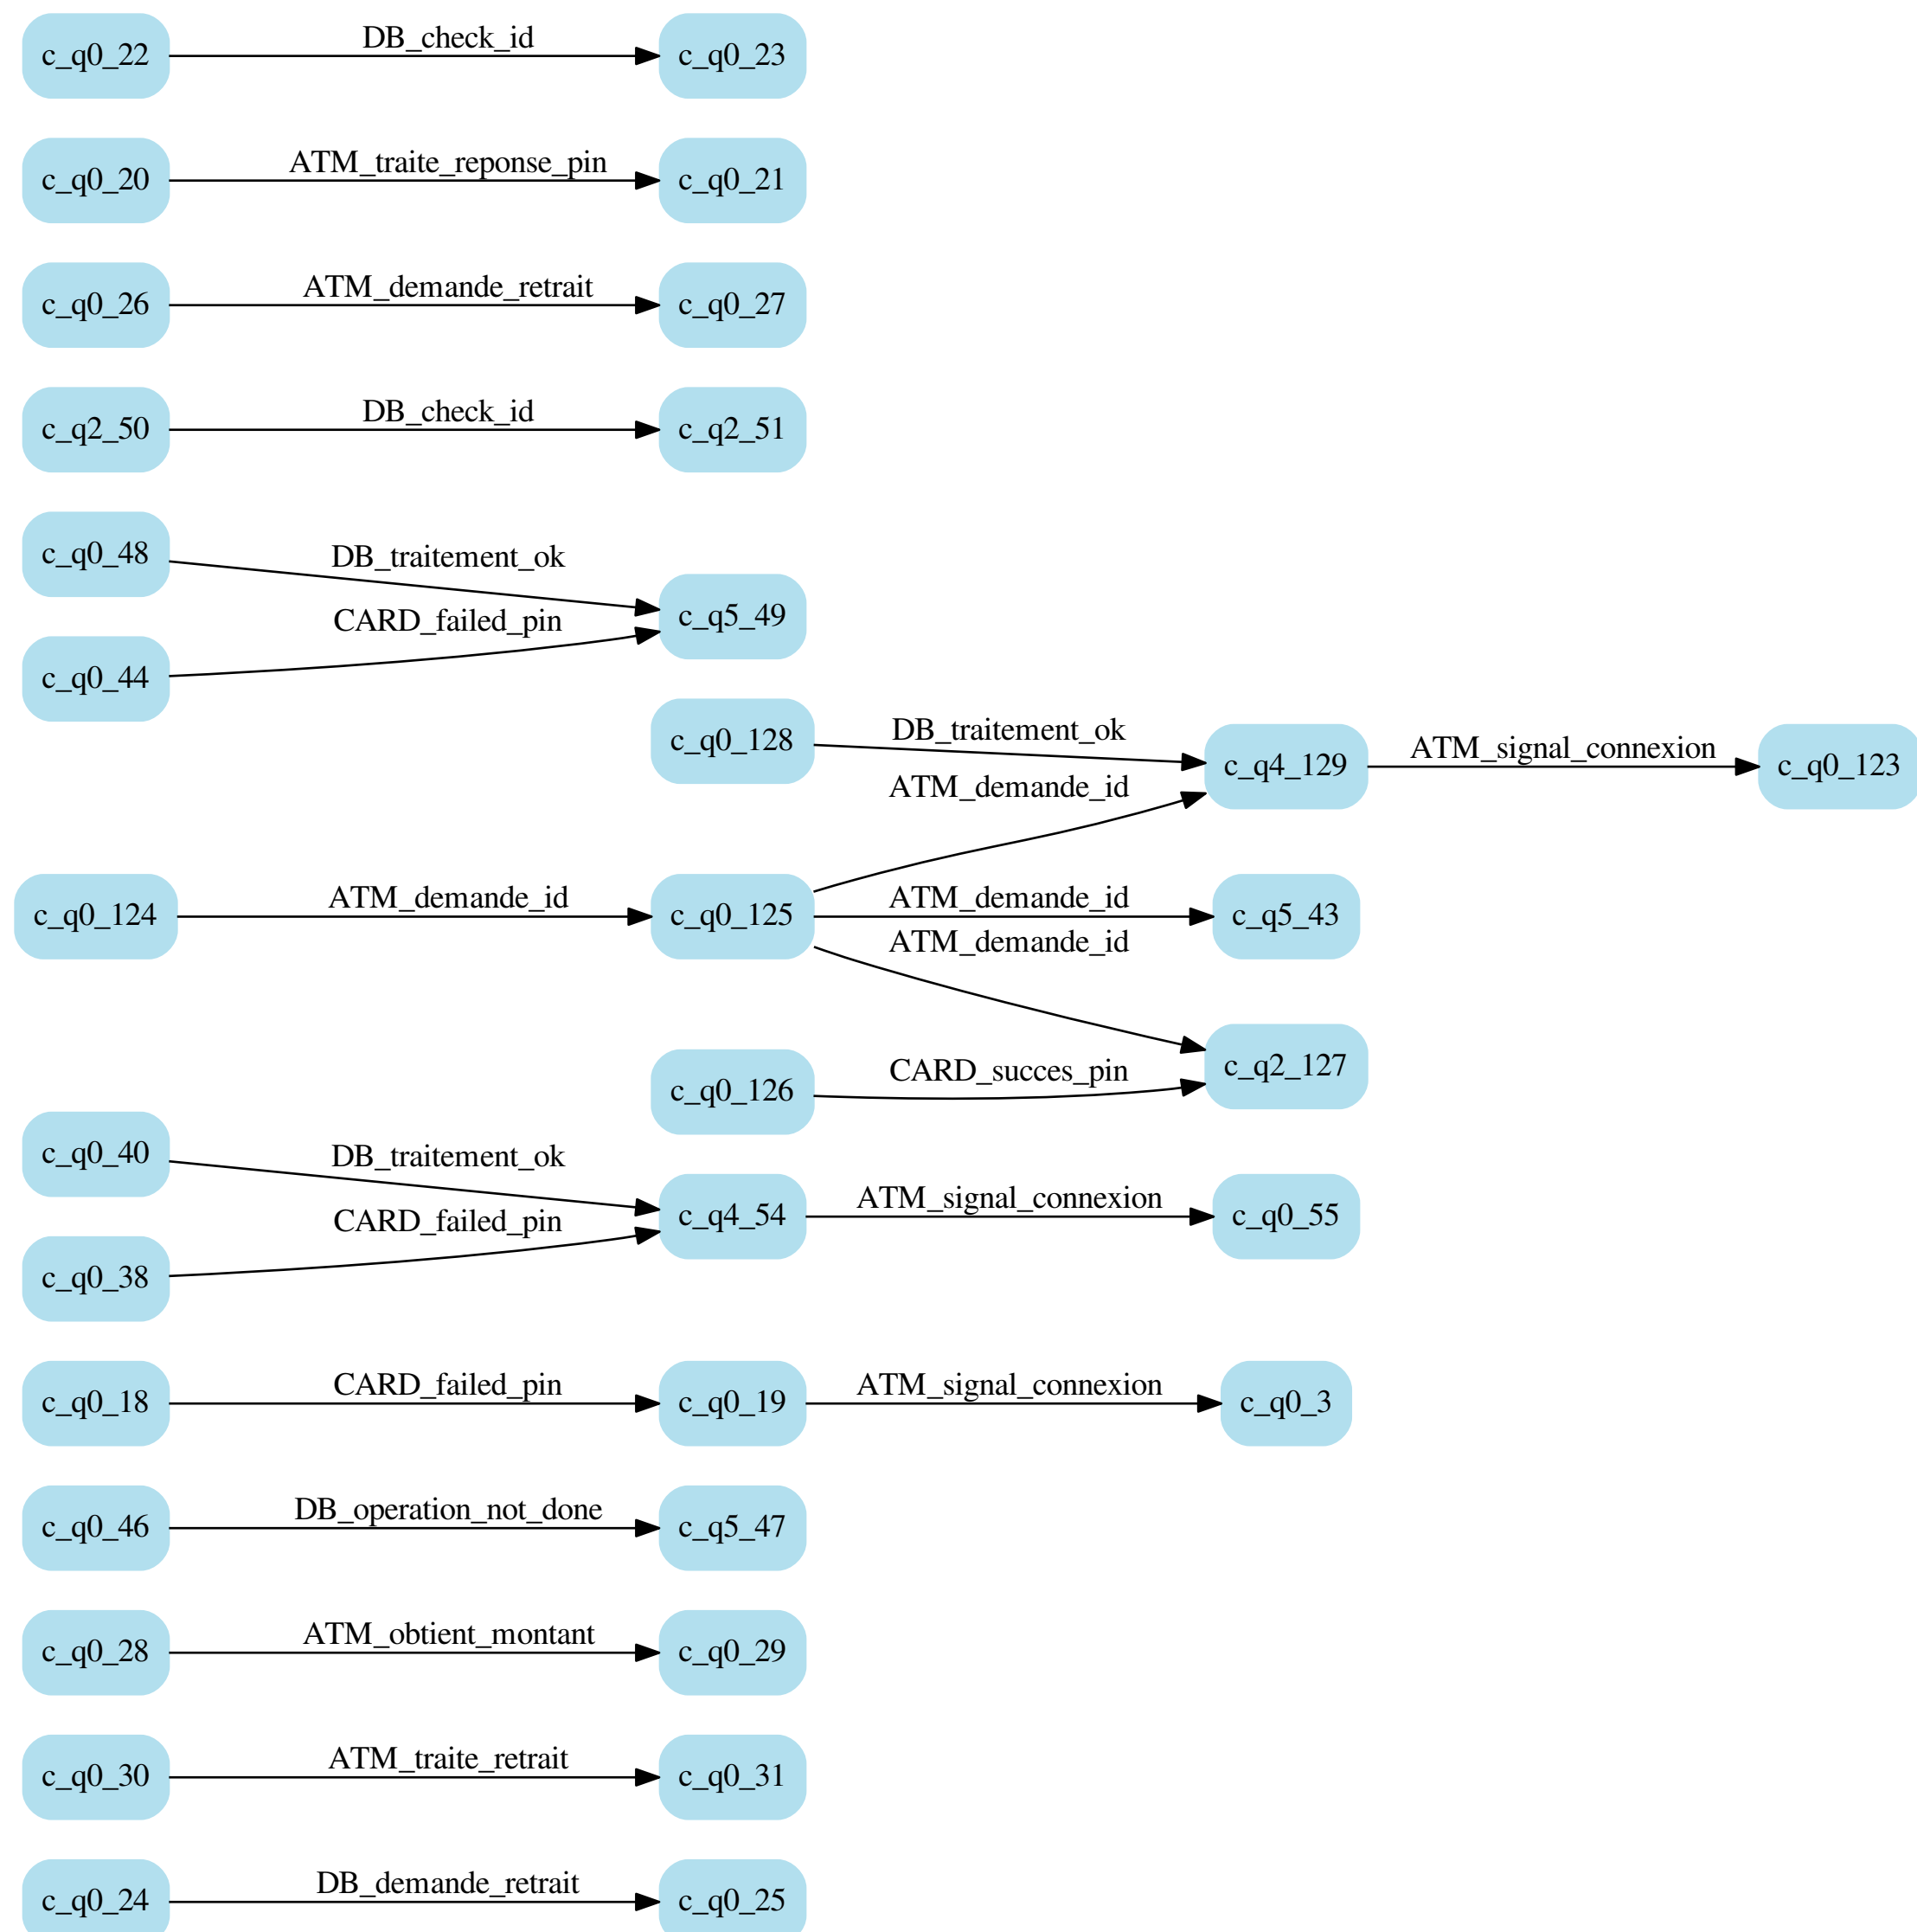 c_q0_22
DB_check_id
c_q0_23
c_q0_20
ATM_traite_reponse_pin
c_q0_21
c_q0_26
ATM_demande_retrait
c_q0_27
c_q2_50
DB_check_id
c_q2_51
c_q0_48
DB_traitement_ok
c_q5_49
c_q0_44
CARD_failed_pin
c_q0_128
DB_traitement_ok
c_q4_129
ATM_signal_connexion
c_q0_123
ATM_demande_id
c_q0_124
ATM_demande_id
c_q0_125
ATM_demande_id
c_q5_43
ATM_demande_id
c_q2_127
c_q0_126
CARD_succes_pin
c_q0_40
DB_traitement_ok
c_q4_54
ATM_signal_connexion
c_q0_55
c_q0_38
CARD_failed_pin
c_q0_18
CARD_failed_pin
c_q0_19
ATM_signal_connexion
c_q0_3
c_q0_46
DB_operation_not_done
c_q5_47
c_q0_28
ATM_obtient_montant
c_q0_29
c_q0_30
ATM_traite_retrait
c_q0_31
c_q0_24
DB_demande_retrait
c_q0_25